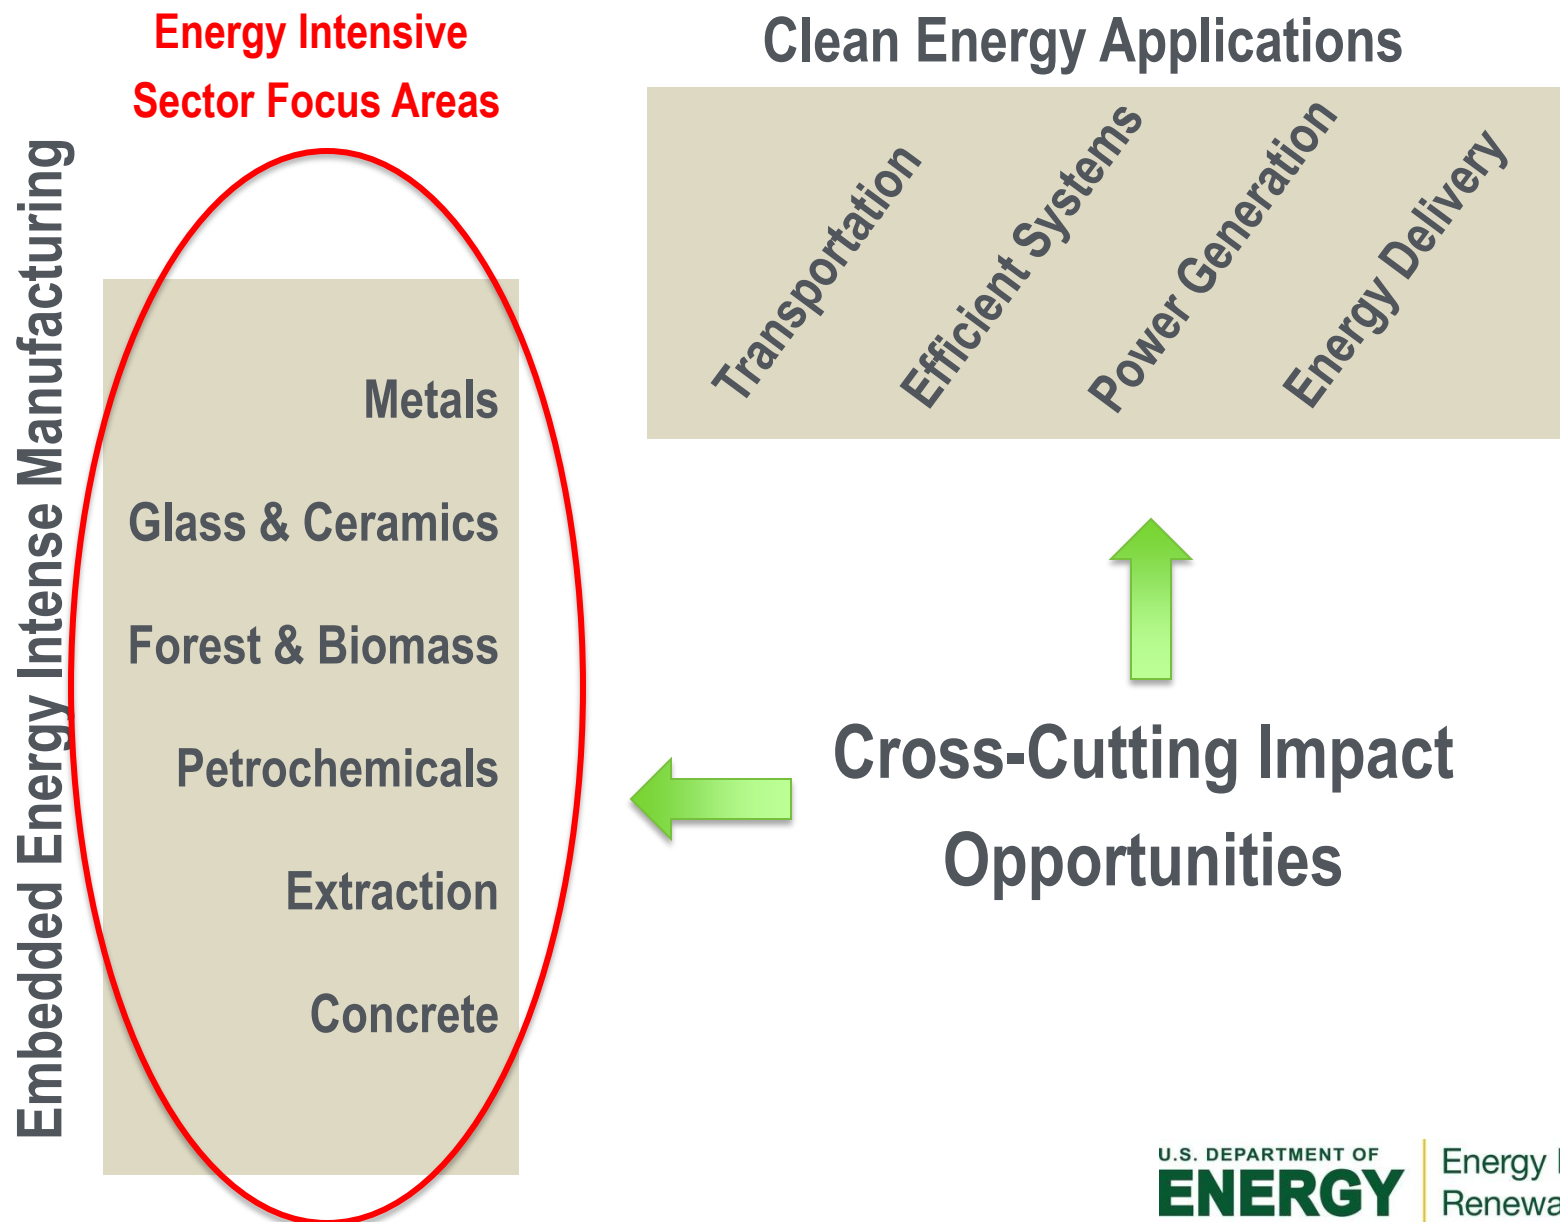 Energy Intensive
Sector Focus Areas
Clean Energy Applications
Embedded Energy Intense Manufacturing
Transportation
Efficient Systems
Power Generation
Energy Delivery
Metals
Glass & Ceramics
Forest & Biomass
Petrochemicals
Extraction
Concrete
Cross-Cutting Impact
Opportunities
U.S. DEPARTMENT OF
ENERGY
Energy